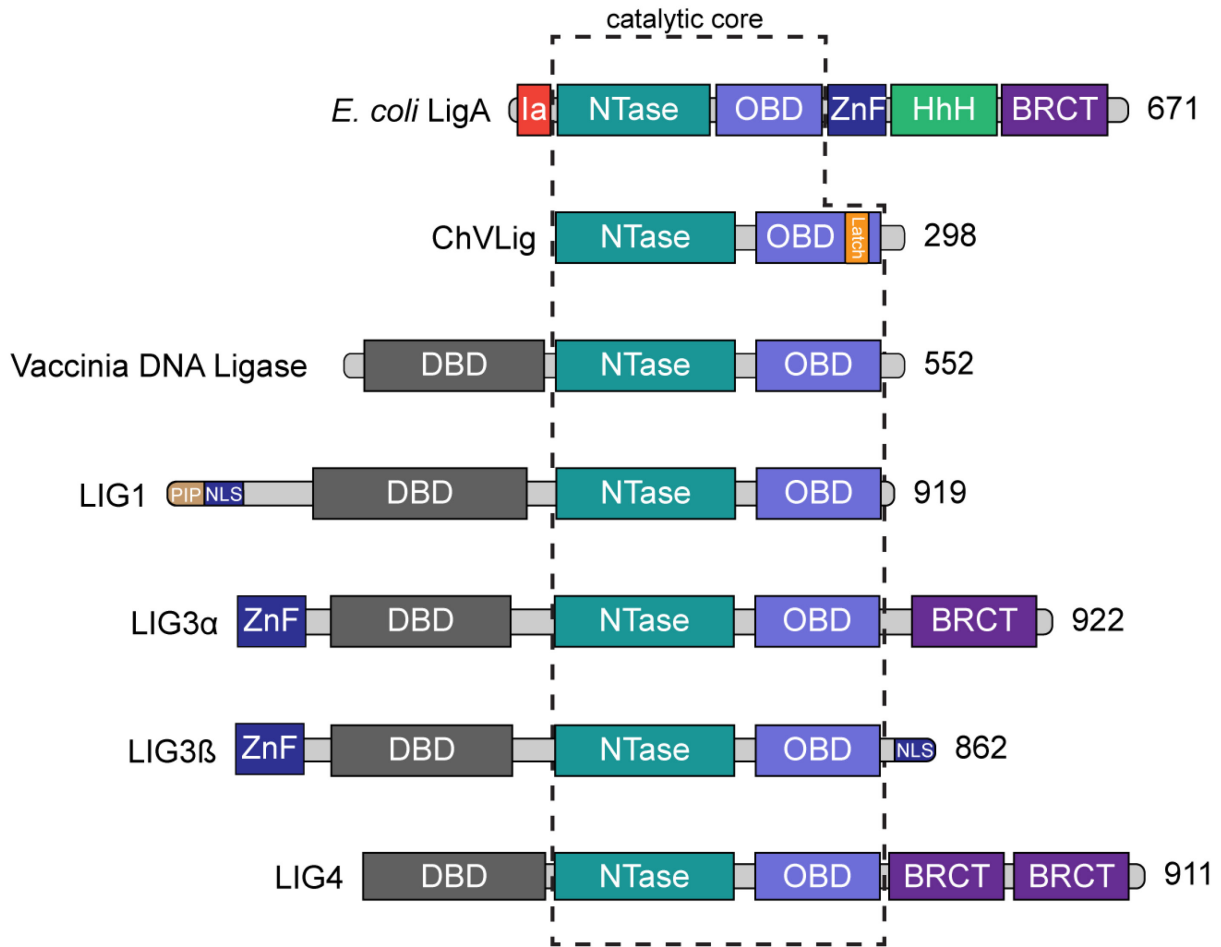 catalytic core
E. coli LigA Ia NTase OBD ZnF HhH BRCT 671
ChVLig NTase OBD Latch 298
Vaccinia DNA Ligase DBD NTase OBD 552
LIG1 PIP NLS DBD NTase OBD 919
LIG3α ZnF DBD NTase OBD BRCT 922
LIG3ß ZnF DBD NTase OBD NLS 862
LIG4 DBD NTase OBD BRCT BRCT 911